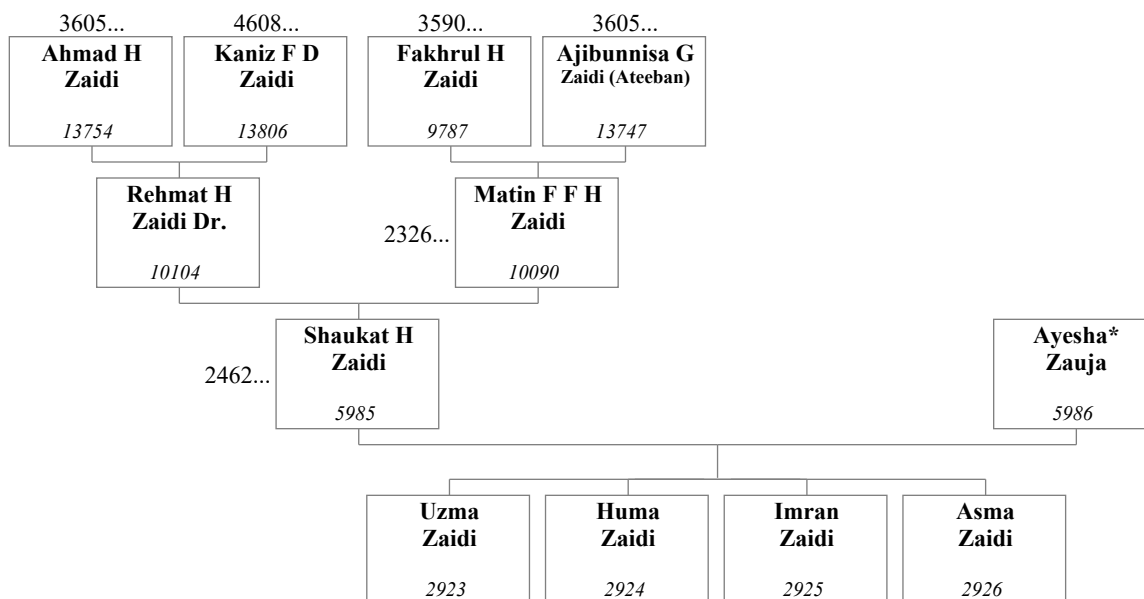 3605...
4608...
3590...
3605...
Ahmad H
Zaidi
13754
Kaniz F D
Zaidi
13806
Fakhrul H
Zaidi
9787
Ajibunnisa G
Zaidi (Ateeban)
13747
Rehmat H
Zaidi Dr.
10104
2326...
Matin F F H
Zaidi
10090
2462...
Shaukat H
Zaidi
5985
Ayesha*
Zauja
5986
Uzma
Zaidi
2923
Huma
Zaidi
2924
Imran
Zaidi
2925
Asma
Zaidi
2926